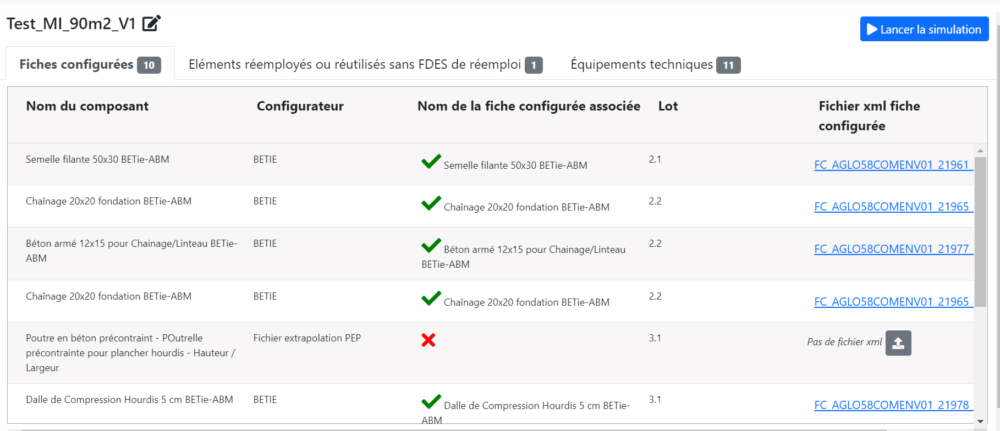 Test_MI_90m2_V1
Lancer la simulation
Fiches configurées 10 Eléments réemployés ou réutilisés sans FDES de réemploi 1 Équipements techniques 11
Nom du composant Configurateur Nom de la fiche configurée associée Lot Fichier xml fiche
configurée
Semelle filante 50x30 BETie-ABM BETIE Semelle filante 50x30 BETie-ABM 2.1 FC_AGLO58COMENV01_21961_
Chaînage 20x20 fondation BETie-ABM BETIE Chaînage 20x20 fondation BETie-ABM 2.2 FC_AGLO58COMENV01_21965_
Béton armé 12x15 pour Chainage/Linteau BETie- BETIE Béton armé 12x15 pour Chainage/Linteau 2.2 FC_AGLO58COMENV01_21977_
ABM BETie-ABM
Chaînage 20x20 fondation BETie-ABM BETIE Chaînage 20x20 fondation BETie-ABM 2.2 FC_AGLO58COMENV01_21965_
Poutre en béton précontraint - POutrelle Fichier extrapolation PEP 3.1 Pas de fichier xml
précontrainte pour plancher hourdis - Hauteur /
Largeur
Dalle de Compression Hourdis 5 cm BETie-ABM BETIE Dalle de Compression Hourdis 5 cm BETie- 3.1 FC_AGLO58COMENV01_21978_
ABM